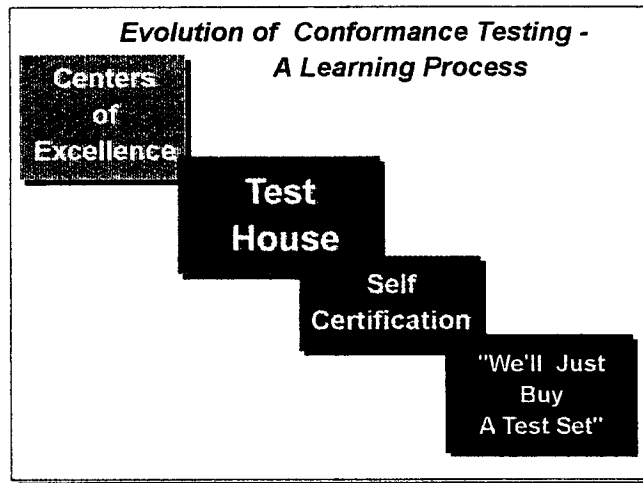 Evolution of Conformance Testing -
A Learning Process
Centers
of
Excellence
Test
House
Self
Certification
"We'll Just
Buy
A Test Set"